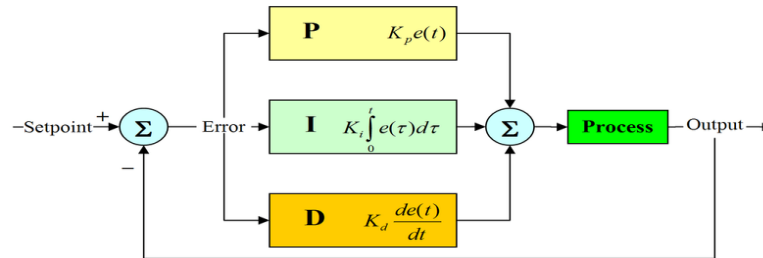 P K_p e(t)
Setpoint + Σ Error I K_i ∫_0^t e(τ)dτ Σ Process Output
−
D K_d de(t)/dt